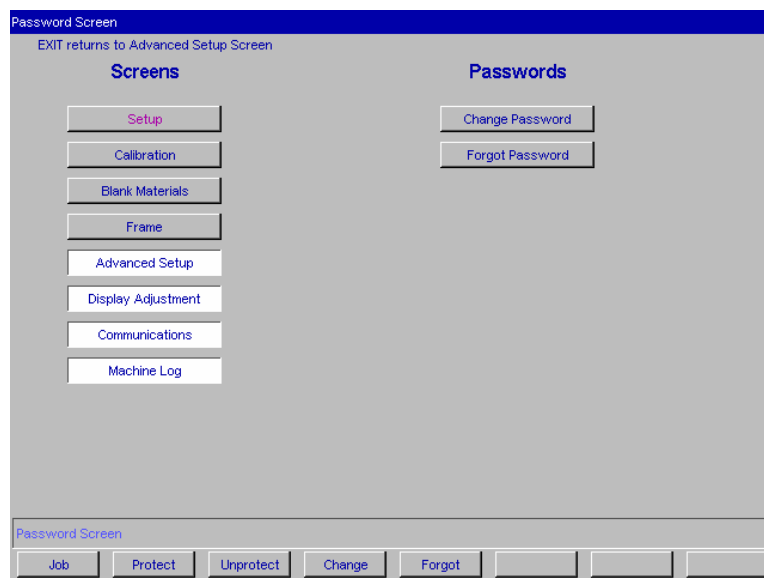 Password Screen
EXIT returns to Advanced Setup Screen
Screens
Setup
Calibration
Blank Materials
Frame
Advanced Setup
Display Adjustment
Communications
Machine Log
Passwords
Change Password
Forgot Password
Password Screen
Job Protect Unprotect Change Forgot